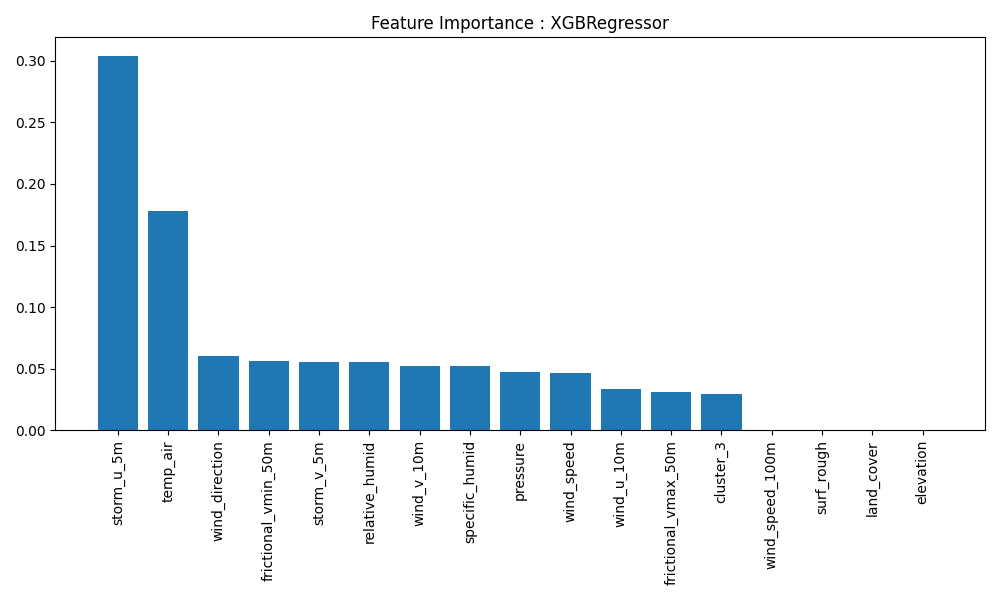 Feature Importance : XGBRegressor
0.30
0.25
0.20
0.15
0.10
0.05
0.00
storm_u_5m
temp_air
wind_direction
frictional_vmin_50m
storm_v_5m
relative_humid
wind_v_10m
specific_humid
pressure
wind_speed
wind_u_10m
frictional_vmax_50m
cluster_3
wind_speed_100m
surf_rough
land_cover
elevation